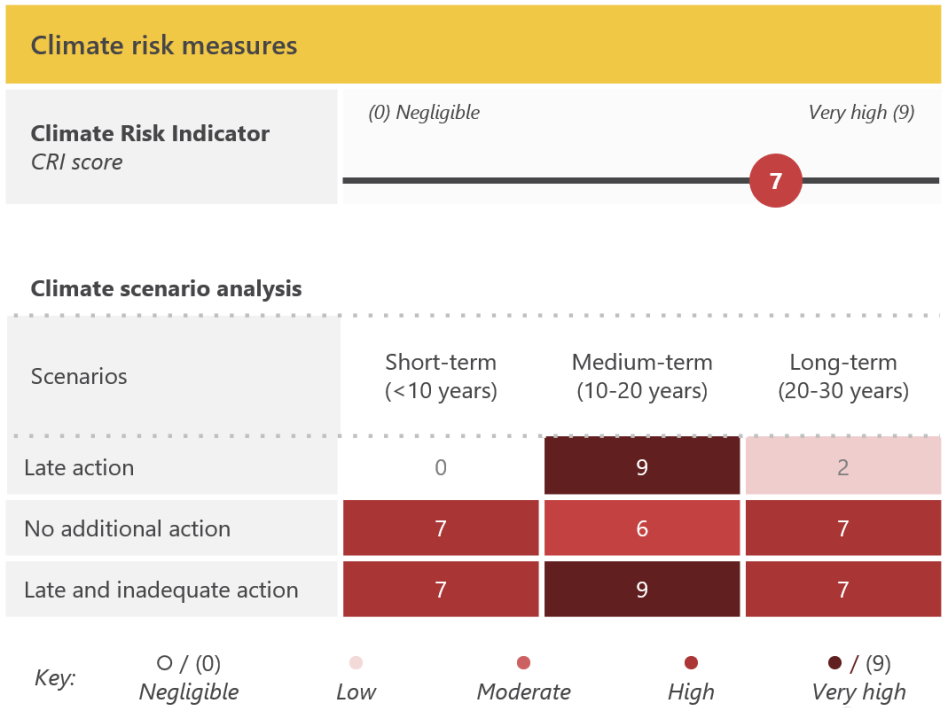 Climate risk measures
(0) Negligible
Very high (9)
Climate Risk Indicator
CRI score
7
Climate scenario analysis
Scenarios
Short-term
(<10 years)
Medium-term
(10-20 years)
Long-term
(20-30 years)
Late action
0
9
2
No additional action
7
6
7
Late and inadequate action
7
9
7
Key:
/ (0)
Negligible
Low
Moderate
High
/ (9)
Very high